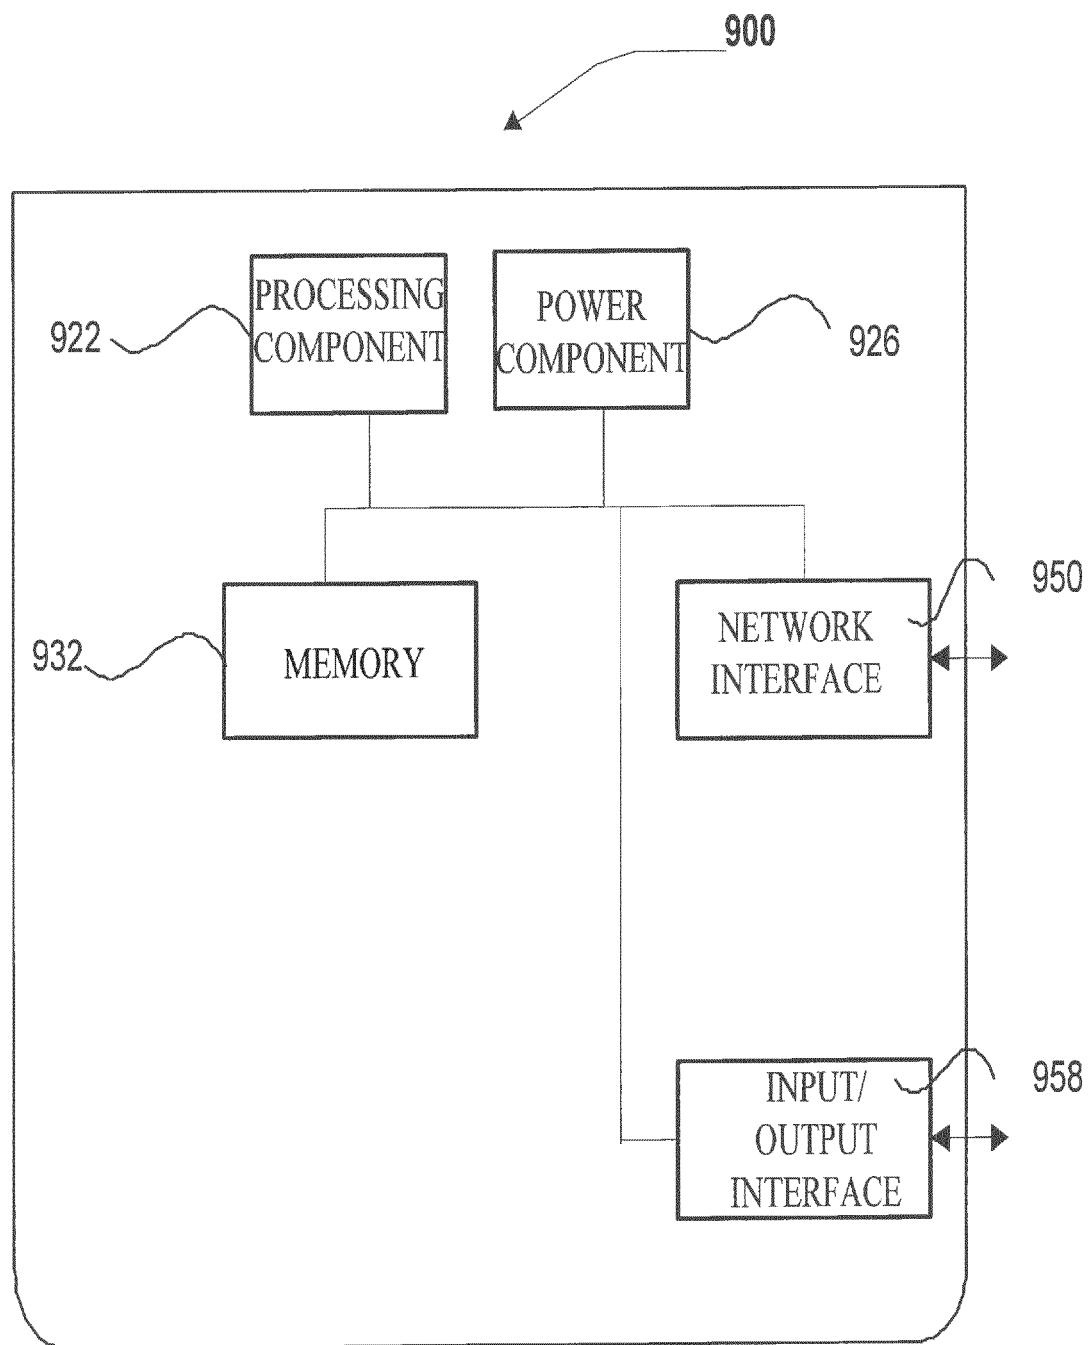 900
PROCESSING
COMPONENT
POWER
COMPONENT
922
926
950
NETWORK
INTERFACE
932
MEMORY
958
INPUT/
OUTPUT
INTERFACE